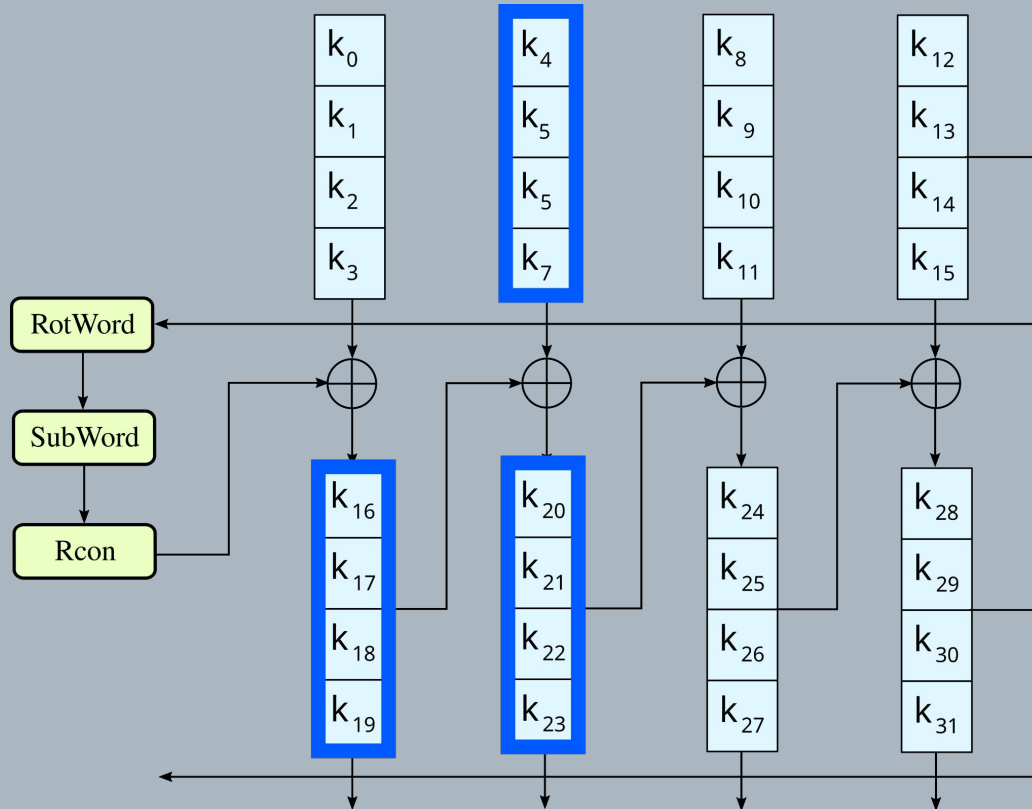 k0 k4 k8 k12
k1 k5 k9 k13
k2 k5 k10 k14
k3 k7 k11 k15
RotWord
SubWord
Rcon
k16 k20 k24 k28
k17 k21 k25 k29
k18 k22 k26 k30
k19 k23 k27 k31